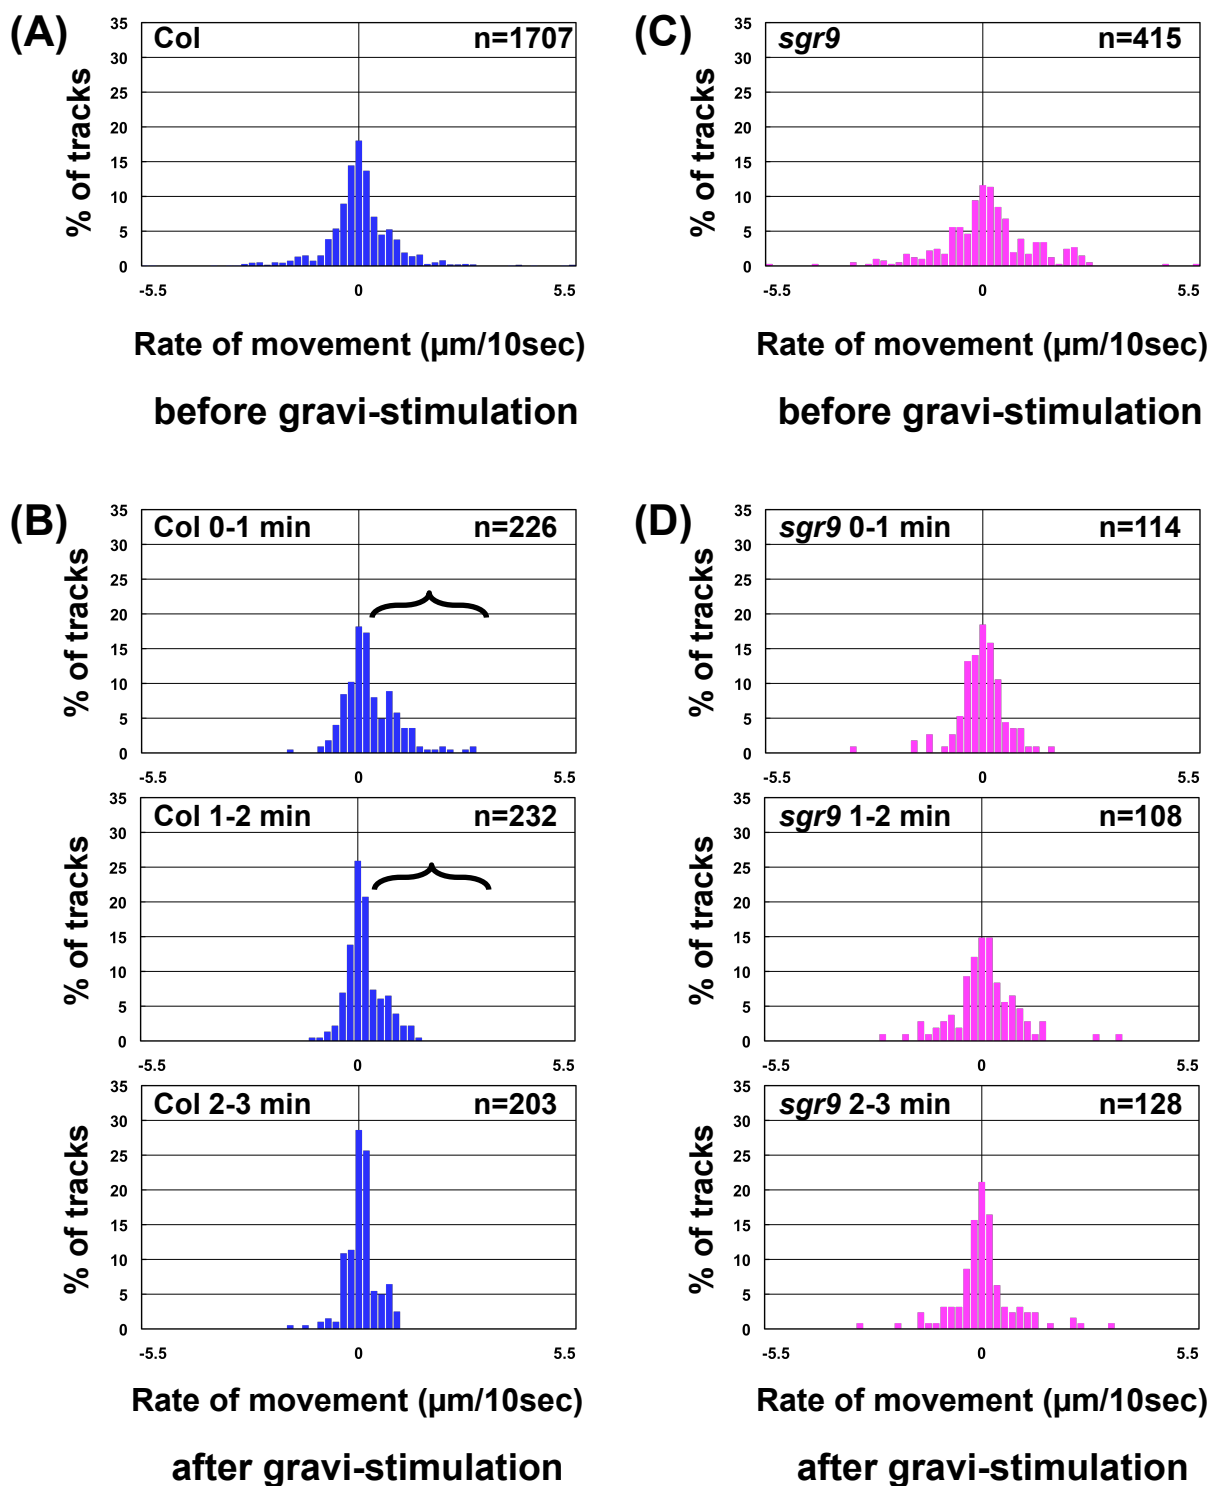 (A)
Col n=1707
35
30
25
20
15
10
5
0
% of tracks
-5.5 0 5.5
Rate of movement (µm/10sec)
before gravi-stimulation
(C)
sgr9 n=415
35
30
25
20
15
10
5
0
% of tracks
-5.5 0 5.5
Rate of movement (µm/10sec)
before gravi-stimulation
(B)
Col 0-1 min n=226
35
30
25
20
15
10
5
0
% of tracks
-5.5 0 5.5
Col 1-2 min n=232
35
30
25
20
15
10
5
0
% of tracks
-5.5 0 5.5
Col 2-3 min n=203
35
30
25
20
15
10
5
0
% of tracks
-5.5 0 5.5
Rate of movement (µm/10sec)
after gravi-stimulation
(D)
sgr9 0-1 min n=114
35
30
25
20
15
10
5
0
% of tracks
-5.5 0 5.5
sgr9 1-2 min n=108
35
30
25
20
15
10
5
0
% of tracks
-5.5 0 5.5
sgr9 2-3 min n=128
35
30
25
20
15
10
5
0
% of tracks
-5.5 0 5.5
Rate of movement (µm/10sec)
after gravi-stimulation